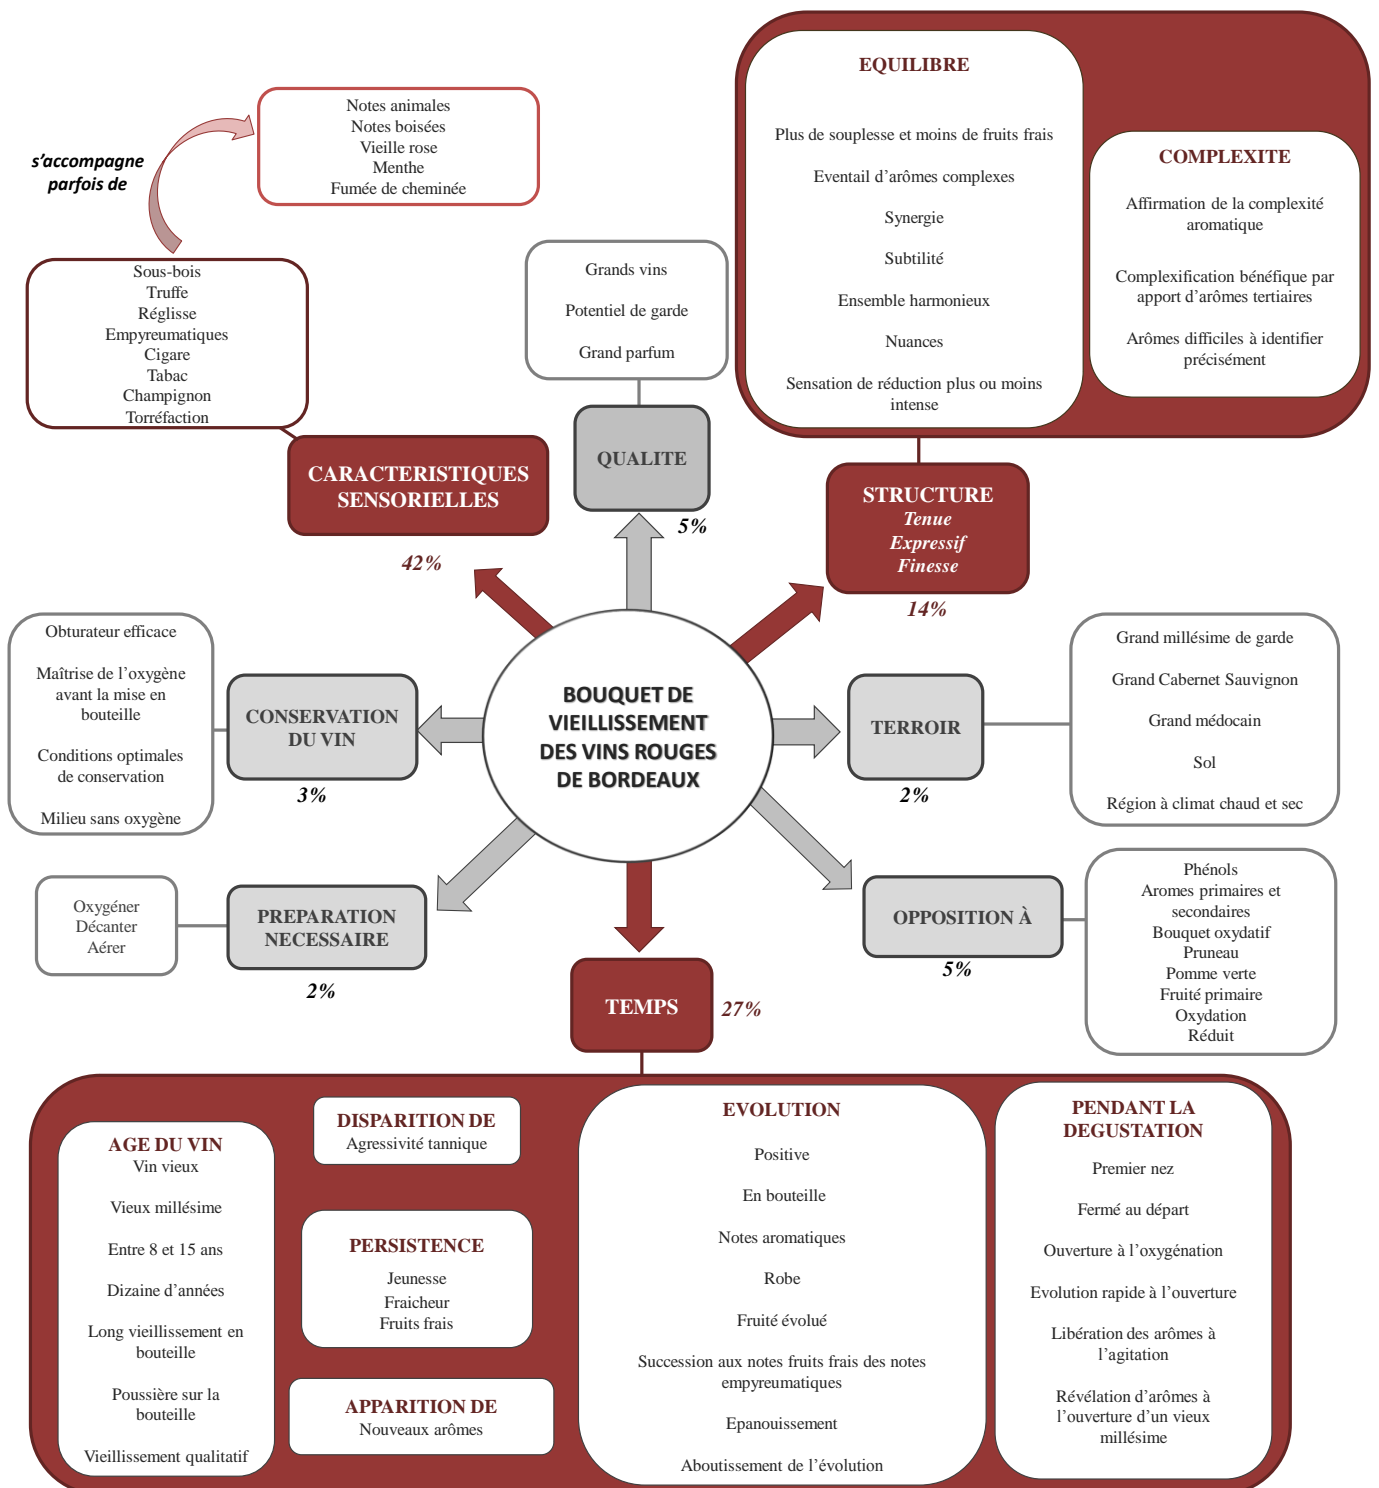 EQUILIBRE
Plus de souplesse et moins de fruits frais
Eventail d'arômes complexes
Synergie
Subtilité
Ensemble harmonieux
Nuances
Sensation de réduction plus ou moins
intense
COMPLEXITE
Affirmation de la complexité
aromatique
Complexification bénéfique par
apport d'arômes tertiaires
Arômes difficiles à identifier
précisément
Notes animales
Notes boisées
Vieille rose
Menthe
Fumée de cheminée
s'accompagne
parfois de
Sous-bois
Truffe
Réglisse
Empyreumatiques
Cigare
Tabac
Champignon
Torréfaction
Grands vins
Potentiel de garde
Grand parfum
CARACTERISTIQUES
SENSORIELLES
42%
QUALITE
5%
STRUCTURE
Tenue
Expressif
Finesse
14%
Obturateur efficace
Maîtrise de l'oxygène
avant la mise en
bouteille
Conditions optimales
de conservation
Milieu sans oxygène
CONSERVATION
DU VIN
3%
BOUQUET DE
VIEILLISSEMENT
DES VINS ROUGES
DE BORDEAUX
TERROIR
2%
Grand millésime de garde
Grand Cabernet Sauvignon
Grand médocain
Sol
Région à climat chaud et sec
Oxygéner
Décanter
Aérer
PREPARATION
NECESSAIRE
2%
OPPOSITION À
5%
Phénols
Aromes primaires et
secondaires
Bouquet oxydatif
Pruneau
Pomme verte
Fruité primaire
Oxydation
Réduit
TEMPS
27%
AGE DU VIN
Vin vieux
Vieux millésime
Entre 8 et 15 ans
Dizaine d'années
Long vieillissement en
bouteille
Poussière sur la
bouteille
Vieillissement qualitatif
DISPARITION DE
Agressivité tannique
PERSISTENCE
Jeunesse
Fraicheur
Fruits frais
APPARITION DE
Nouveaux arômes
EVOLUTION
Positive
En bouteille
Notes aromatiques
Robe
Fruité évolué
Succession aux notes fruits frais des notes
empyreumatiques
Epanouissement
Aboutissement de l'évolution
PENDANT LA
DEGUSTATION
Premier nez
Fermé au départ
Ouverture à l'oxygénation
Evolution rapide à l'ouverture
Libération des arômes à
l'agitation
Révélation d'arômes à
l'ouverture d'un vieux
millésime